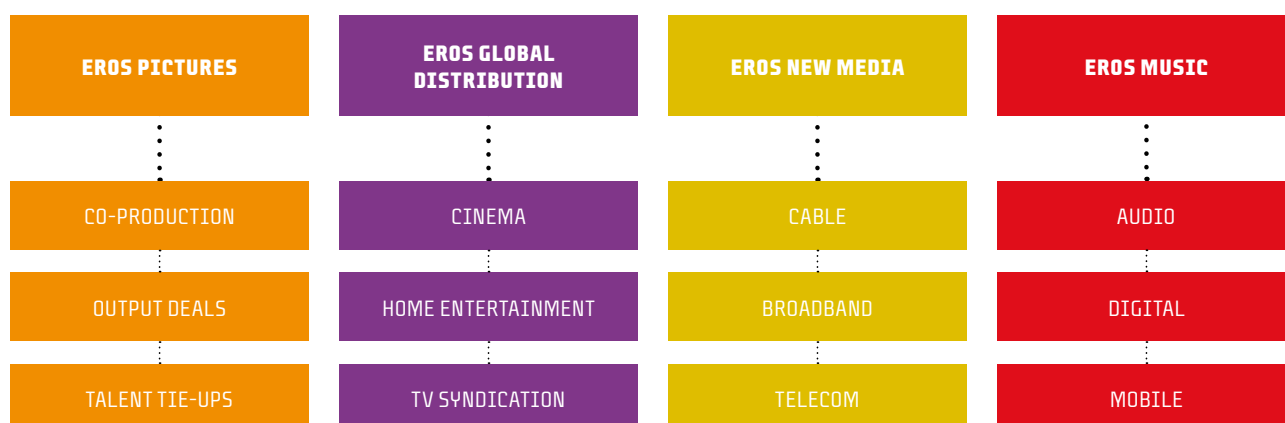 EROS PICTURES
CO-PRODUCTION
OUTPUT DEALS
TALENT TIE-UPS
EROS GLOBAL
DISTRIBUTION
CINEMA
HOME ENTERTAINMENT
TV SYNDICATION
EROS NEW MEDIA
CABLE
BROADBAND
TELECOM
EROS MUSIC
AUDIO
DIGITAL
MOBILE